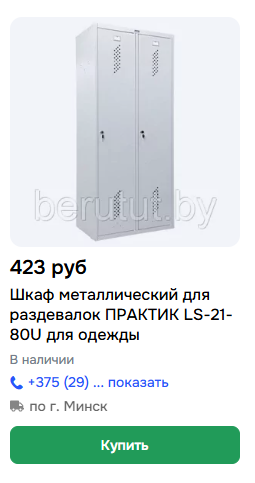 berutut.by
423 руб
Шкаф металлический для
раздевалок ПРАКТИК LS-21-
80U для одежды
В наличии
+375 (29) ... показать
по г. Минск
Купить